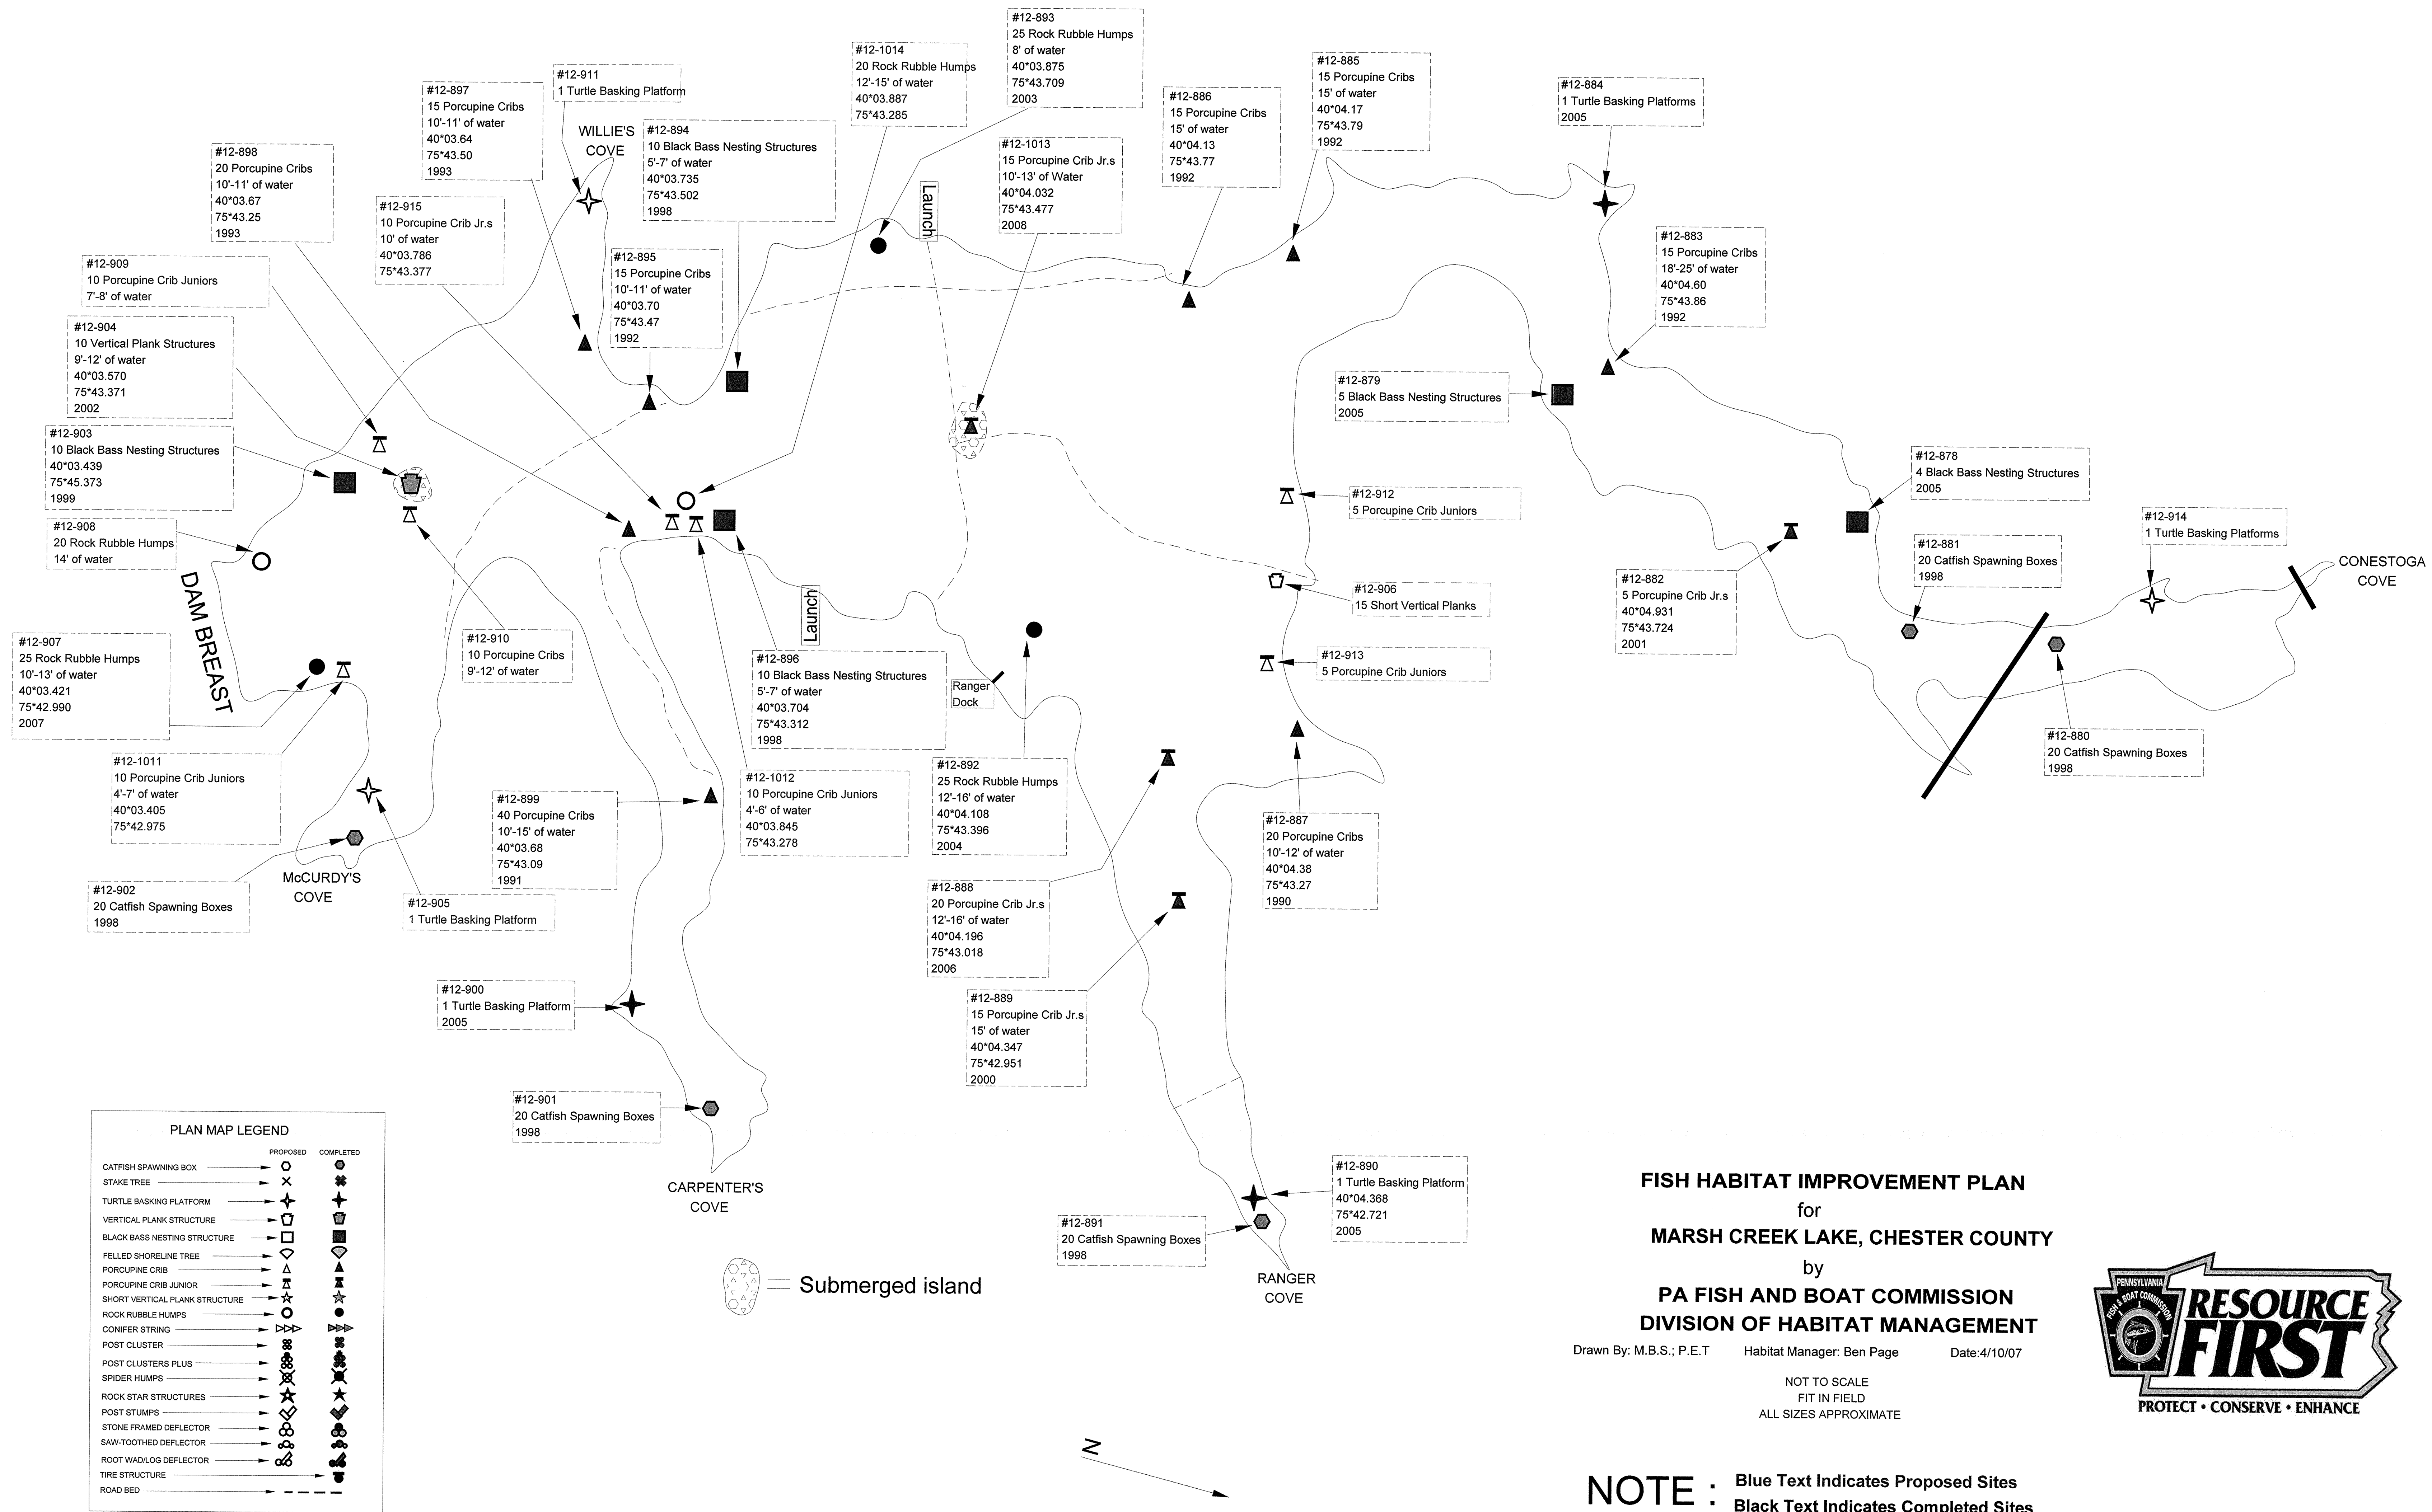 #12-893
25 Rock Rubble Humps
8' of water
40*03.875
75*43.709
2003
#12-1014
20 Rock Rubble Humps
12'-15' of water
40*03.887
75*43.285
#12-885
15 Porcupine Cribs
15' of water
40*04.17
75*43.79
1992
#12-911
1 Turtle Basking Platform
#12-897
15 Porcupine Cribs
10'-11' of water
40*03.64
75*43.50
1993
#12-886
15 Porcupine Cribs
15' of water
40*04.13
75*43.77
1992
#12-884
1 Turtle Basking Platforms
2005
WILLIE'S
COVE
#12-894
10 Black Bass Nesting Structures
5'-7' of water
40*03.735
75*43.502
1998
#12-1013
15 Porcupine Crib Jr.s
10'-13' of Water
40*04.032
75*43.477
2008
#12-898
20 Porcupine Cribs
10'-11' of water
40*03.67
75*43.25
1993
#12-915
10 Porcupine Crib Jr.s
10' of water
40*03.786
75*43.377
Launch
#12-883
15 Porcupine Cribs
18'-25' of water
40*04.60
75*43.86
1992
#12-895
15 Porcupine Cribs
10'-11' of water
40*03.70
75*43.47
1992
#12-909
10 Porcupine Crib Juniors
7'-8' of water
#12-904
10 Vertical Plank Structures
9'-12' of water
40*03.570
75*43.371
2002
#12-879
5 Black Bass Nesting Structures
2005
#12-903
10 Black Bass Nesting Structures
40*03.439
75*45.373
1999
#12-878
4 Black Bass Nesting Structures
2005
#12-912
5 Porcupine Crib Juniors
#12-914
1 Turtle Basking Platforms
#12-908
20 Rock Rubble Humps
14' of water
#12-881
20 Catfish Spawning Boxes
1998
CONESTOGA
COVE
DAM BREAST
Launch
#12-906
15 Short Vertical Planks
#12-882
5 Porcupine Crib Jr.s
40*04.931
75*43.724
2001
#12-907
25 Rock Rubble Humps
10'-13' of water
40*03.421
75*42.990
2007
#12-910
10 Porcupine Cribs
9'-12' of water
#12-896
10 Black Bass Nesting Structures
5'-7' of water
40*03.704
75*43.312
1998
Ranger
Dock
#12-913
5 Porcupine Crib Juniors
#12-880
20 Catfish Spawning Boxes
1998
#12-1011
10 Porcupine Crib Juniors
4'-7' of water
40*03.405
75*42.975
#12-899
40 Porcupine Cribs
10'-15' of water
40*03.68
75*43.09
1991
#12-1012
10 Porcupine Crib Juniors
4'-6' of water
40*03.845
75*43.278
#12-892
25 Rock Rubble Humps
12'-16' of water
40*04.108
75*43.396
2004
#12-887
20 Porcupine Cribs
10'-12' of water
40*04.38
75*43.27
1990
McCURDY'S
COVE
#12-902
20 Catfish Spawning Boxes
1998
#12-905
1 Turtle Basking Platform
#12-888
20 Porcupine Crib Jr.s
12'-16' of water
40*04.196
75*43.018
2006
#12-900
1 Turtle Basking Platform
2005
#12-889
15 Porcupine Crib Jr.s
15' of water
40*04.347
75*42.951
2000
#12-901
20 Catfish Spawning Boxes
1998
CARPENTER'S
COVE
#12-890
1 Turtle Basking Platform
40*04.368
75*42.721
2005
#12-891
20 Catfish Spawning Boxes
1998
RANGER
COVE
Submerged island
PLAN MAP LEGEND
PROPOSED COMPLETED
CATFISH SPAWNING BOX
STAKE TREE
TURTLE BASKING PLATFORM
VERTICAL PLANK STRUCTURE
BLACK BASS NESTING STRUCTURE
FELLED SHORELINE TREE
PORCUPINE CRIB
PORCUPINE CRIB JUNIOR
SHORT VERTICAL PLANK STRUCTURE
ROCK RUBBLE HUMPS
CONIFER STRING
POST CLUSTER
POST CLUSTERS PLUS
SPIDER HUMPS
ROCK STAR STRUCTURES
POST STUMPS
STONE FRAMED DEFLECTOR
SAW-TOOTHED DEFLECTOR
ROOT WAD/LOG DEFLECTOR
TIRE STRUCTURE
ROAD BED
N
FISH HABITAT IMPROVEMENT PLAN
for
MARSH CREEK LAKE, CHESTER COUNTY
by
PA FISH AND BOAT COMMISSION
DIVISION OF HABITAT MANAGEMENT
Drawn By: M.B.S.; P.E.T Habitat Manager: Ben Page Date:4/10/07
NOT TO SCALE
FIT IN FIELD
ALL SIZES APPROXIMATE
PENNSYLVANIA
FISH & BOAT COMMISSION
RESOURCE
FIRST
PROTECT • CONSERVE • ENHANCE
NOTE : Blue Text Indicates Proposed Sites
Black Text Indicates Completed Sites